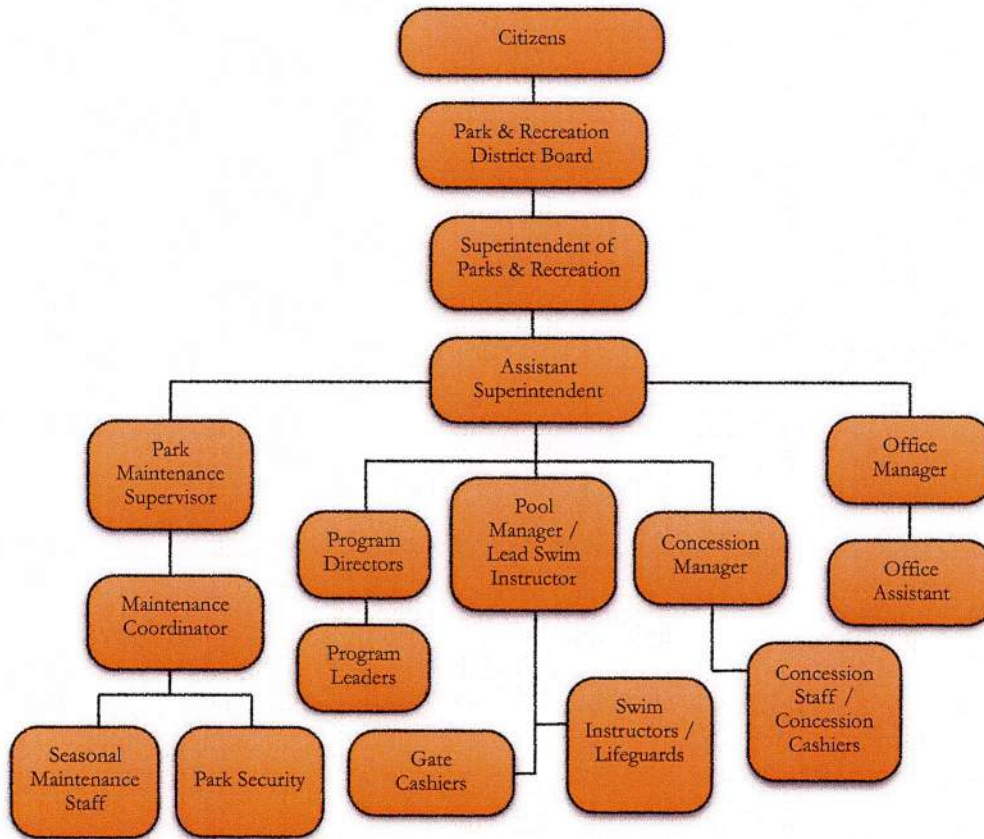 Citizens
Park & Recreation
District Board
Superintendent of
Parks & Recreation
Assistant
Superintendent
Park
Maintenance
Supervisor
Office
Manager
Program
Directors
Pool
Manager /
Lead Swim
Instructor
Concession
Manager
Office
Assistant
Maintenance
Coordinator
Program
Leaders
Seasonal
Maintenance
Staff
Park Security
Gate
Cashiers
Swim
Instructors /
Lifeguards
Concession
Staff /
Concession
Cashiers